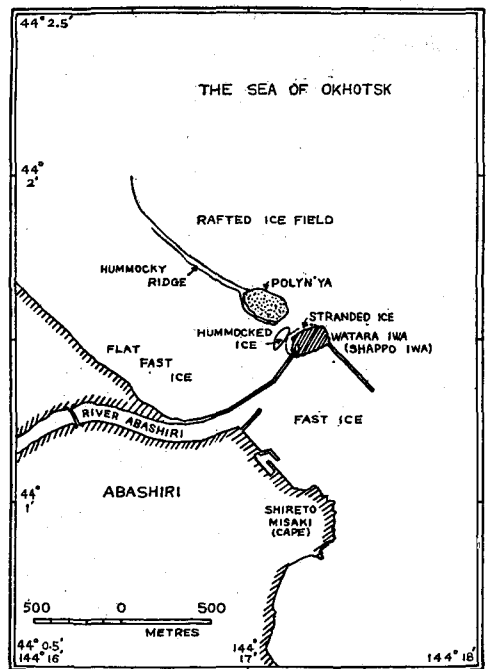 44° 2.5'
THE SEA OF OKHOTSK
44°
2'
RAFTED ICE FIELD
HUMMOCKY
RIDGE
POLYN'YA
STRANDED ICE
HUMMOCKED
ICE
WATARA IWA
(SHAPPO IWA)
FLAT
FAST
ICE
FAST ICE
RIVER ABASHIRI
ABASHIRI
44°
1'
SHIRETO
MISAKI
(CAPE)
500 0 500
METRES
44° 0.5'
144° 16'
144°
17'
144° 18'